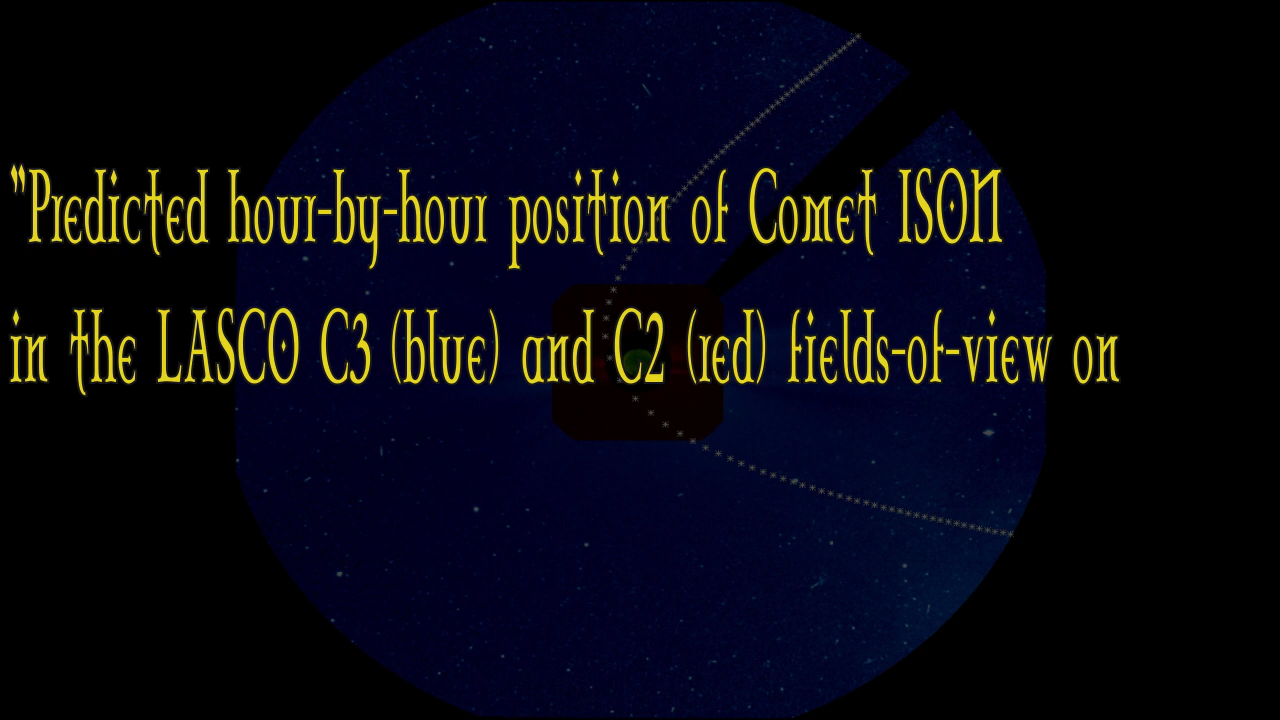 "Predicted hour-by-hour position of Comet ISON
in the LASCO C3 (blue) and C2 (red) fields-of-view on